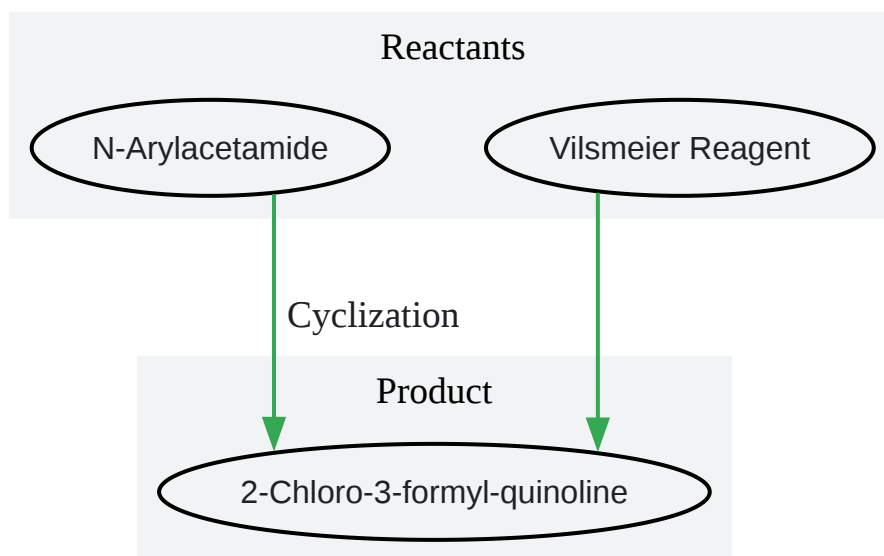 Reactants
N-Arylacetamide
Vilsmeier Reagent
Cyclization
Product
2-Chloro-3-formyl-quinoline